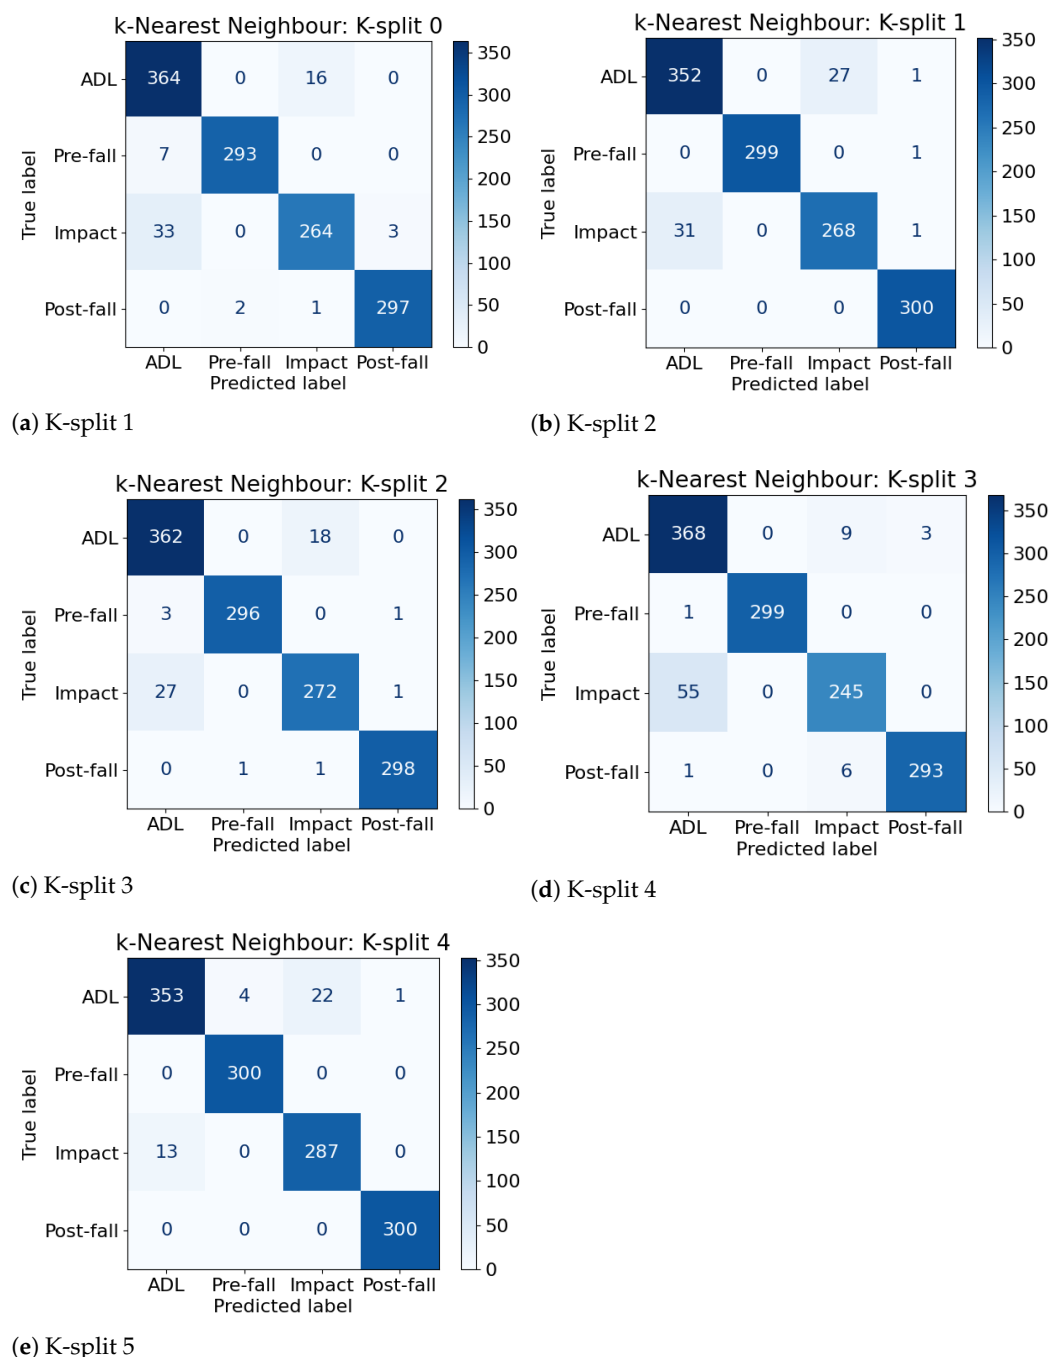 k-Nearest Neighbour: K-split 0
True label
ADL 364 0 16 0
Pre-fall 7 293 0 0
Impact 33 0 264 3
Post-fall 0 2 1 297
ADL Pre-fall Impact Post-fall
Predicted label
350
300
250
200
150
100
50
0
(a) K-split 1
k-Nearest Neighbour: K-split 1
True label
ADL 352 0 27 1
Pre-fall 0 299 0 1
Impact 31 0 268 1
Post-fall 0 0 0 300
ADL Pre-fall Impact Post-fall
Predicted label
350
300
250
200
150
100
50
0
(b) K-split 2
k-Nearest Neighbour: K-split 2
True label
ADL 362 0 18 0
Pre-fall 3 296 0 1
Impact 27 0 272 1
Post-fall 0 1 1 298
ADL Pre-fall Impact Post-fall
Predicted label
350
300
250
200
150
100
50
0
(c) K-split 3
k-Nearest Neighbour: K-split 3
True label
ADL 368 0 9 3
Pre-fall 1 299 0 0
Impact 55 0 245 0
Post-fall 1 0 6 293
ADL Pre-fall Impact Post-fall
Predicted label
350
300
250
200
150
100
50
0
(d) K-split 4
k-Nearest Neighbour: K-split 4
True label
ADL 353 4 22 1
Pre-fall 0 300 0 0
Impact 13 0 287 0
Post-fall 0 0 0 300
ADL Pre-fall Impact Post-fall
Predicted label
350
300
250
200
150
100
50
0
(e) K-split 5